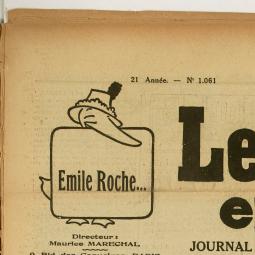 21 Année. — N° 1.061
Emile Roche...
Le
e
Directeur:
Maurice MARECHAL
JOURNAL